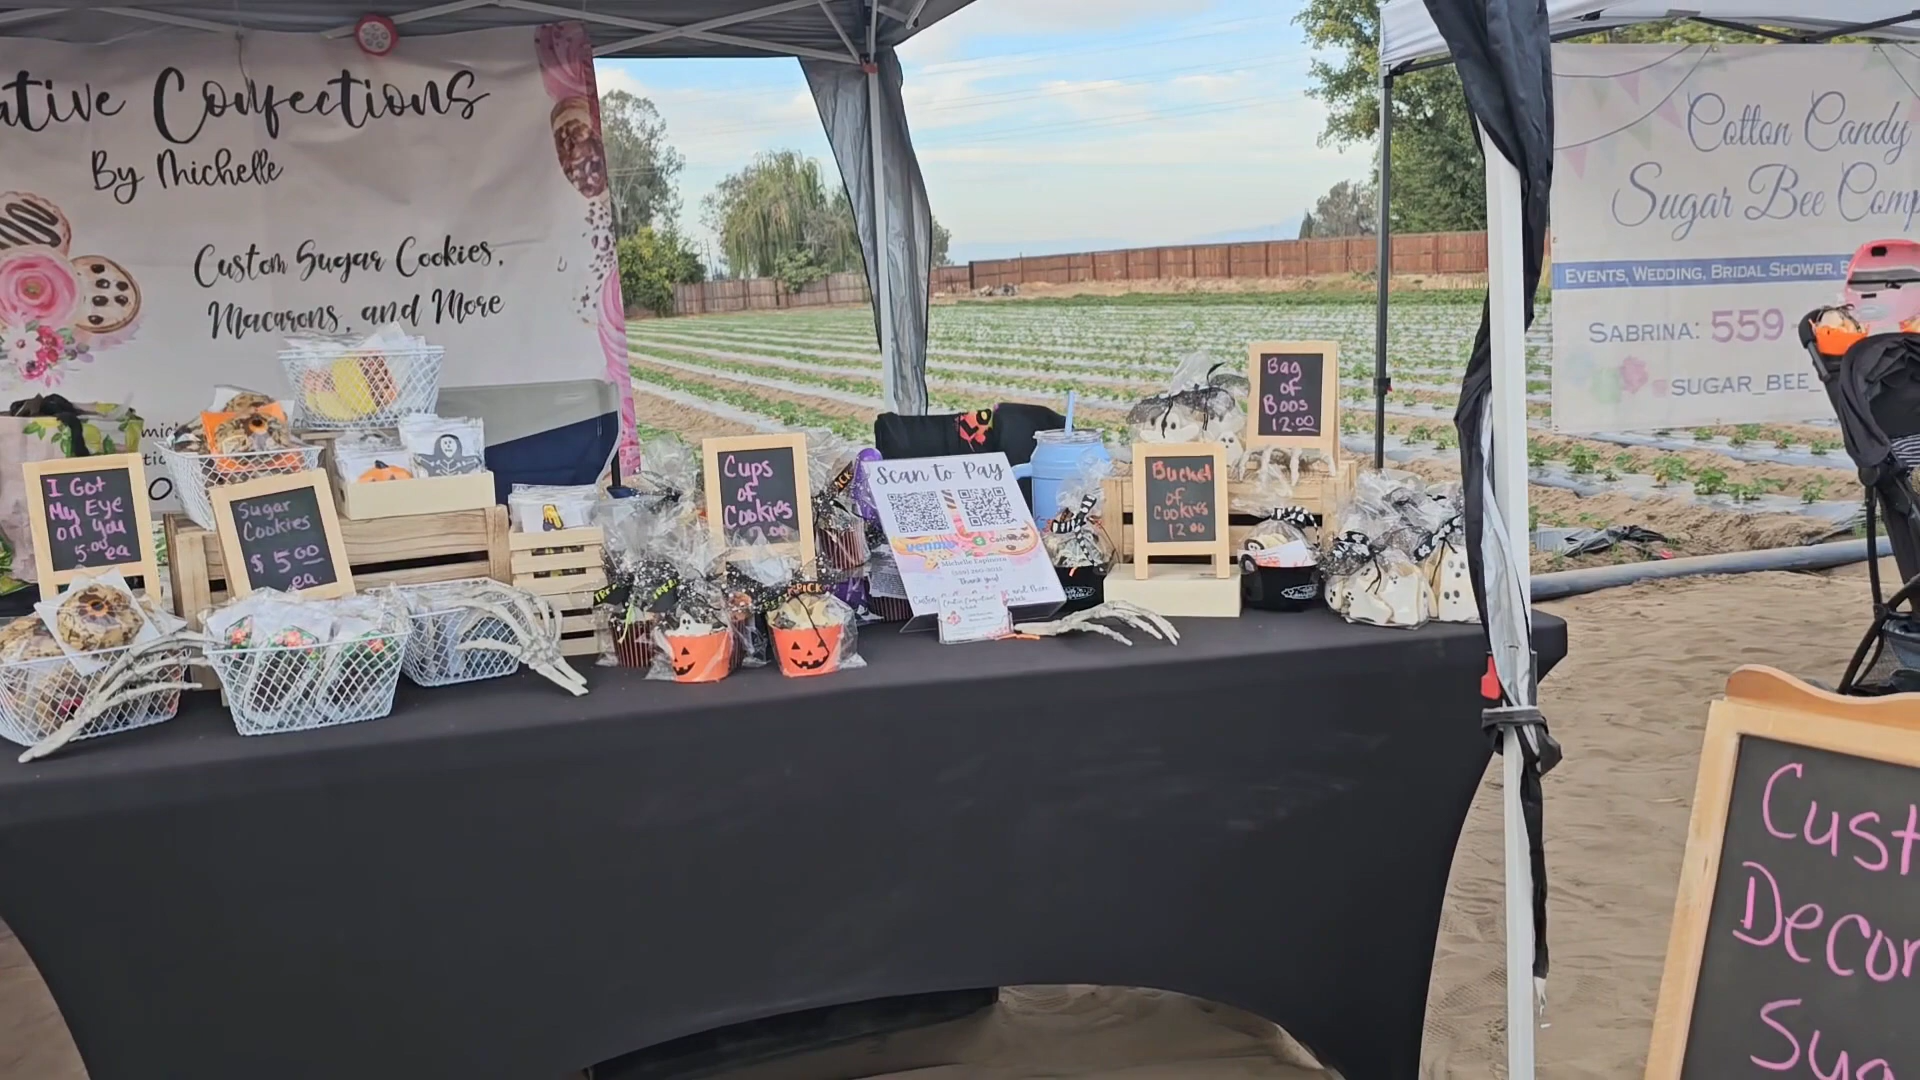 ative Confections
By Michelle
Custom Sugar Cookies,
Macarons, and More
I Got
My Eye
on you
5.00 ea
Sugar
Cookies
$ 5.00
ea.
Cups
of
Cookies
Scan to Pay
venmo
Michelle Espinoza
Thank you!
Bag
of
Boos
12.00
Bucket
of
Cookies
12.00
Cotton Candy
Sugar Bee Comp
Events, Wedding, Bridal Shower, B
Sabrina: 559
sugar_bee_
Cust
Decor
Sug